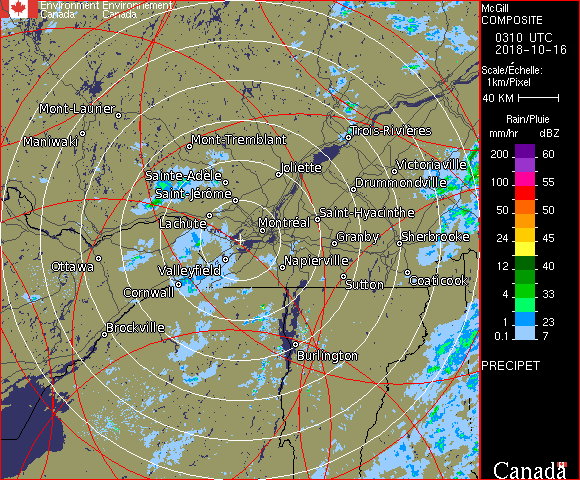 Environment Environnement
Canada Canada
McGill
COMPOSITE
0310 UTC
2018-10-16
Scale/Échelle:
1km/Pixel
40 KM
Rain/Pluie
mm/hr dBZ
200 60
100 55
50 50
24 45
12 40
4 33
1 23
0.1 7
PRECIPET
Canada
Mont-Laurier
Maniwaki
Mont-Tremblant
Trois-Rivières
Joliette
Victoriaville
Sainte-Adèle
Drummondville
Saint-Jérôme
Saint-Hyacinthe
Lachute
Montréal
Granby
Sherbrooke
Ottawa
Valleyfield
Napierville
Cornwall
Sutton
Coaticook
Brockville
Burlington